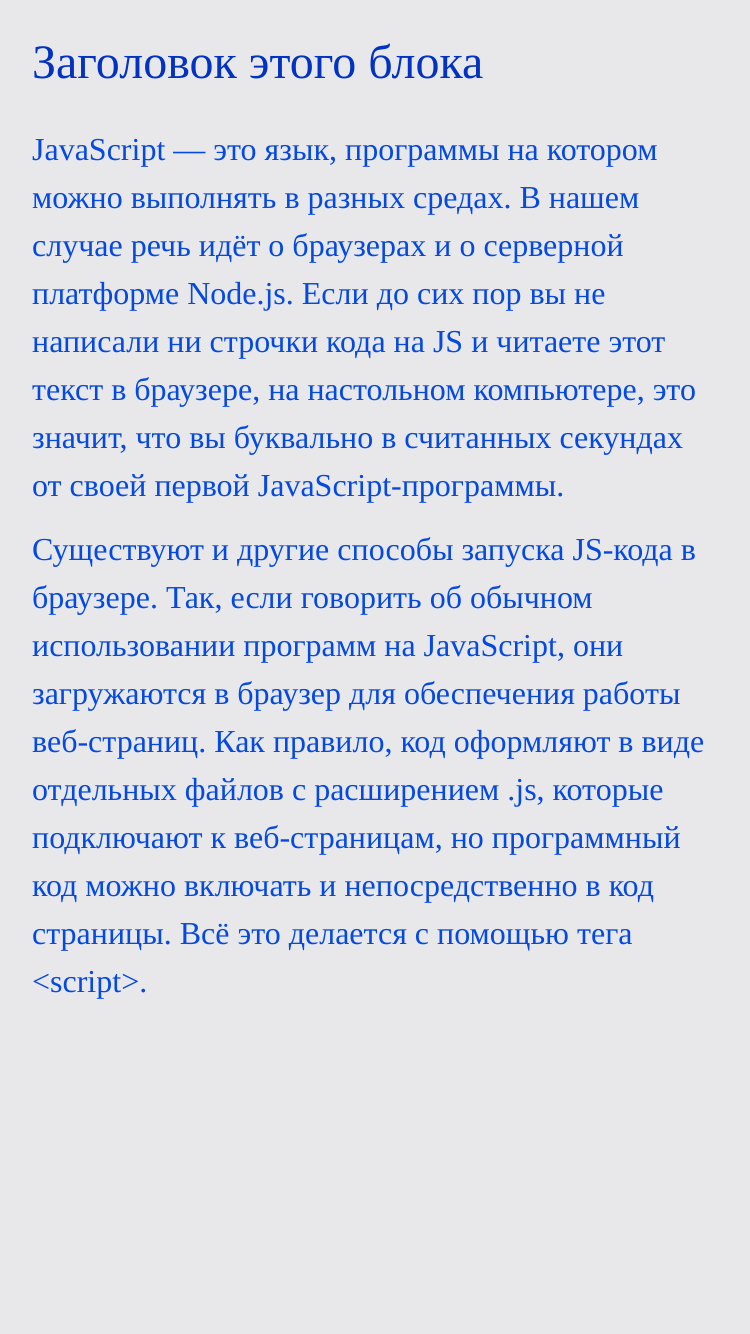 Заголовок этого блока
JavaScript — это язык, программы на котором
можно выполнять в разных средах. В нашем
случае речь идёт о браузерах и о серверной
платформе Node.js. Если до сих пор вы не
написали ни строчки кода на JS и читаете этот
текст в браузере, на настольном компьютере, это
значит, что вы буквально в считанных секундах
от своей первой JavaScript-программы.
Существуют и другие способы запуска JS-кода в
браузере. Так, если говорить об обычном
использовании программ на JavaScript, они
загружаются в браузер для обеспечения работы
веб-страниц. Как правило, код оформляют в виде
отдельных файлов с расширением .js, которые
подключают к веб-страницам, но программный
код можно включать и непосредственно в код
страницы. Всё это делается с помощью тега
<script>.